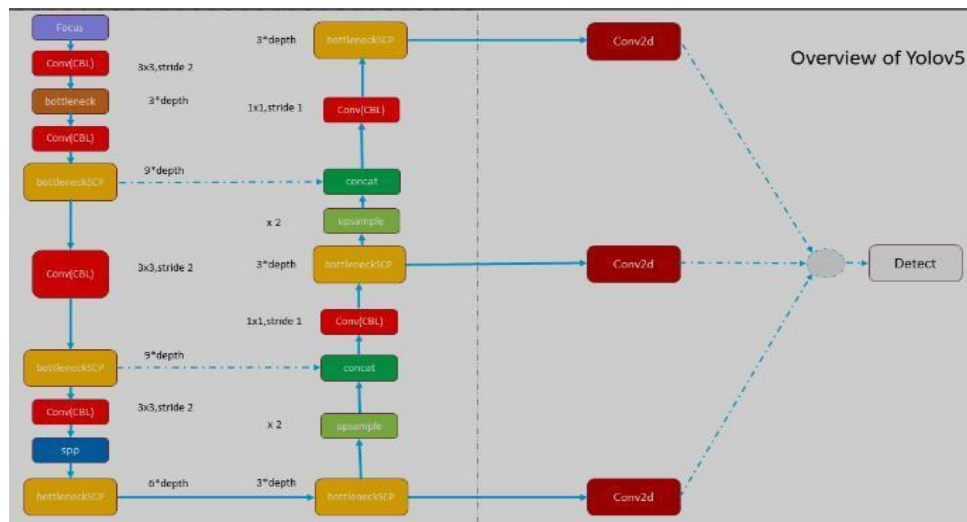 Focus
Conv(CBL)
3x3,stride 2
bottleneck
3*depth
Conv(CBL)
bottleneckSCP
9*depth
Conv(CBL)
3x3,stride 2
bottleneckSCP
9*depth
Conv(CBL)
3x3,stride 2
spp
bottleneckSCP
6*depth
3*depth
bottleneckSCP
1x1,stride 1
Conv(CBL)
concat
x 2
upsample
3*depth
bottleneckSCP
1x1,stride 1
Conv(CBL)
concat
x 2
upsample
3*depth
bottleneckSCP
Conv2d
Conv2d
Conv2d
Overview of Yolov5
Detect